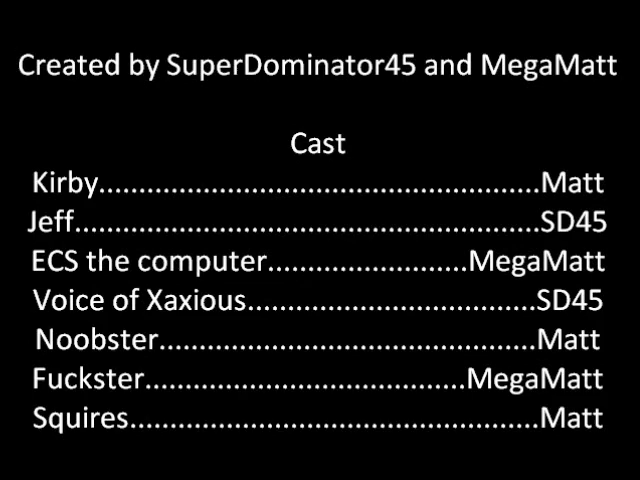 Created by SuperDominator45 and MegaMatt
Cast
Kirby......................................................Matt
Jeff.........................................................SD45
ECS the computer........................MegaMatt
Voice of Xaxious...................................SD45
Noobster..............................................Matt
Fuckster.......................................MegaMatt
Squires..................................................Matt